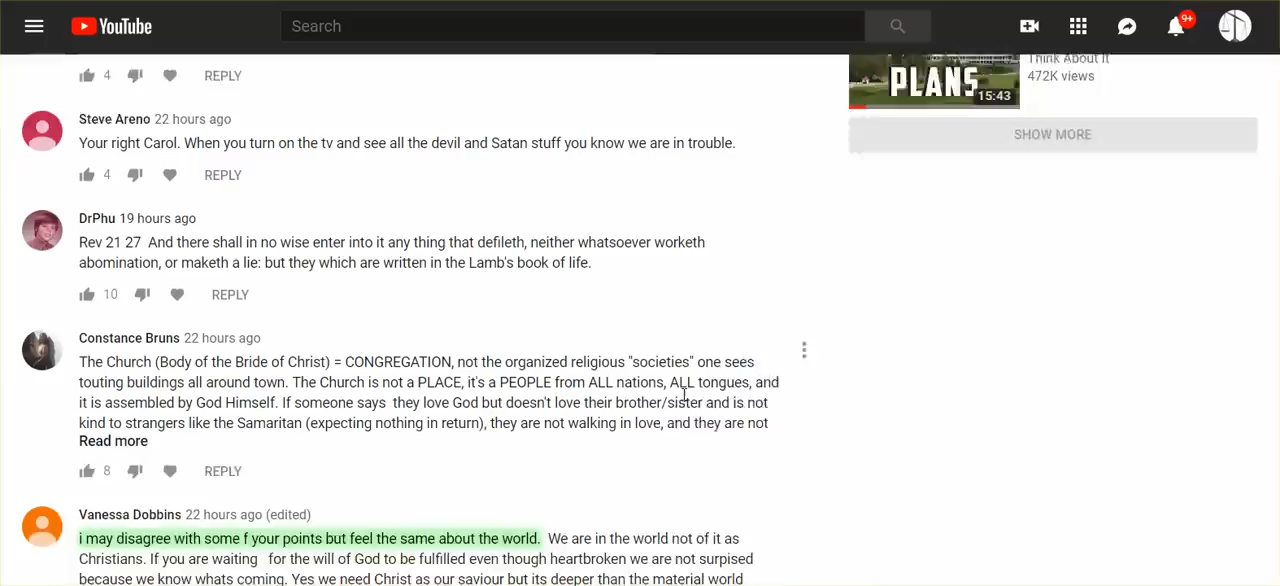 YouTube
Search
9+
4 REPLY
PLANS
15:43
Think About It
472K views
SHOW MORE
Steve Areno 22 hours ago
Your right Carol. When you turn on the tv and see all the devil and Satan stuff you know we are in trouble.
4 REPLY
DrPhu 19 hours ago
Rev 21 27 And there shall in no wise enter into it any thing that defileth, neither whatsoever worketh
abomination, or maketh a lie: but they which are written in the Lamb's book of life.
10 REPLY
Constance Bruns 22 hours ago
The Church (Body of the Bride of Christ) = CONGREGATION, not the organized religious "societies" one sees
touting buildings all around town. The Church is not a PLACE, it's a PEOPLE from ALL nations, ALL tongues, and
it is assembled by God Himself. If someone says they love God but doesn't love their brother/sister and is not
kind to strangers like the Samaritan (expecting nothing in return), they are not walking in love, and they are not
Read more
8 REPLY
Vanessa Dobbins 22 hours ago (edited)
i may disagree with some f your points but feel the same about the world. We are in the world not of it as
Christians. If you are waiting for the will of God to be fulfilled even though heartbroken we are not surpised
because we know whats coming. Yes we need Christ as our saviour but its deeper than the material world